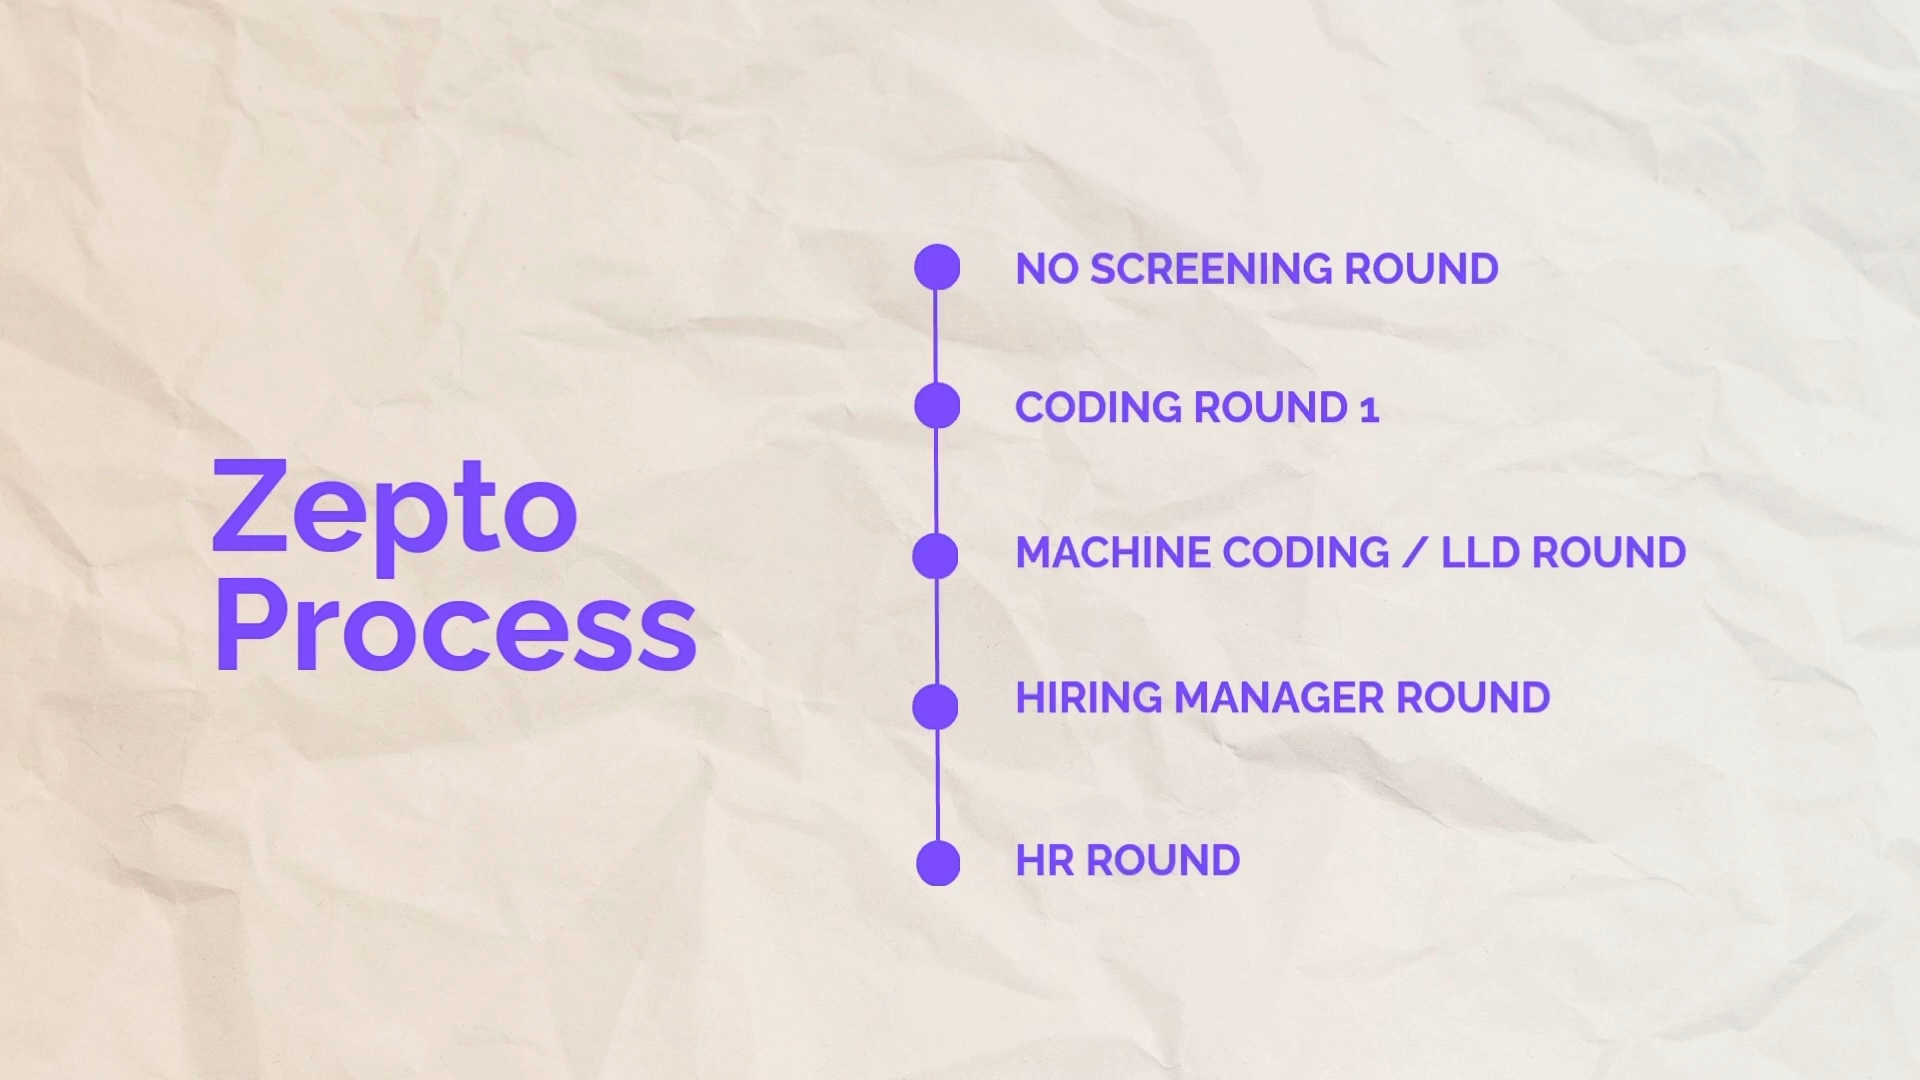 Zepto
Process
NO SCREENING ROUND
CODING ROUND 1
MACHINE CODING / LLD ROUND
HIRING MANAGER ROUND
HR ROUND